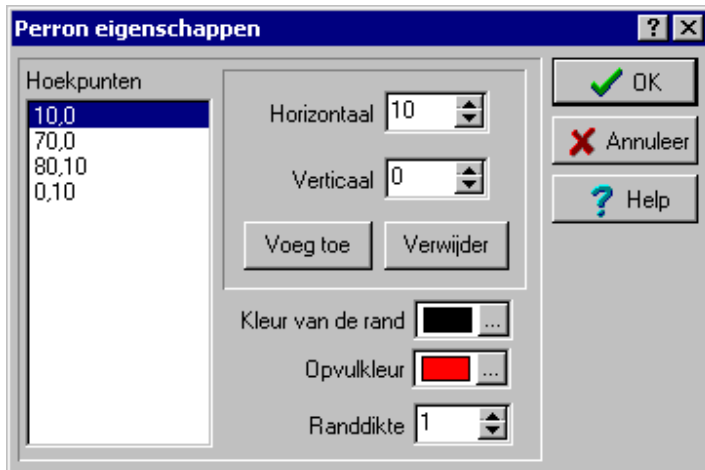 Perron eigenschappen
?
Hoekpunten
10,0
70,0
80,10
0,10
Horizontaal 10
Verticaal 0
Voeg toe
Verwijder
Kleur van de rand ...
Opvulkleur ...
Randdikte 1
OK
Annuleer
? Help